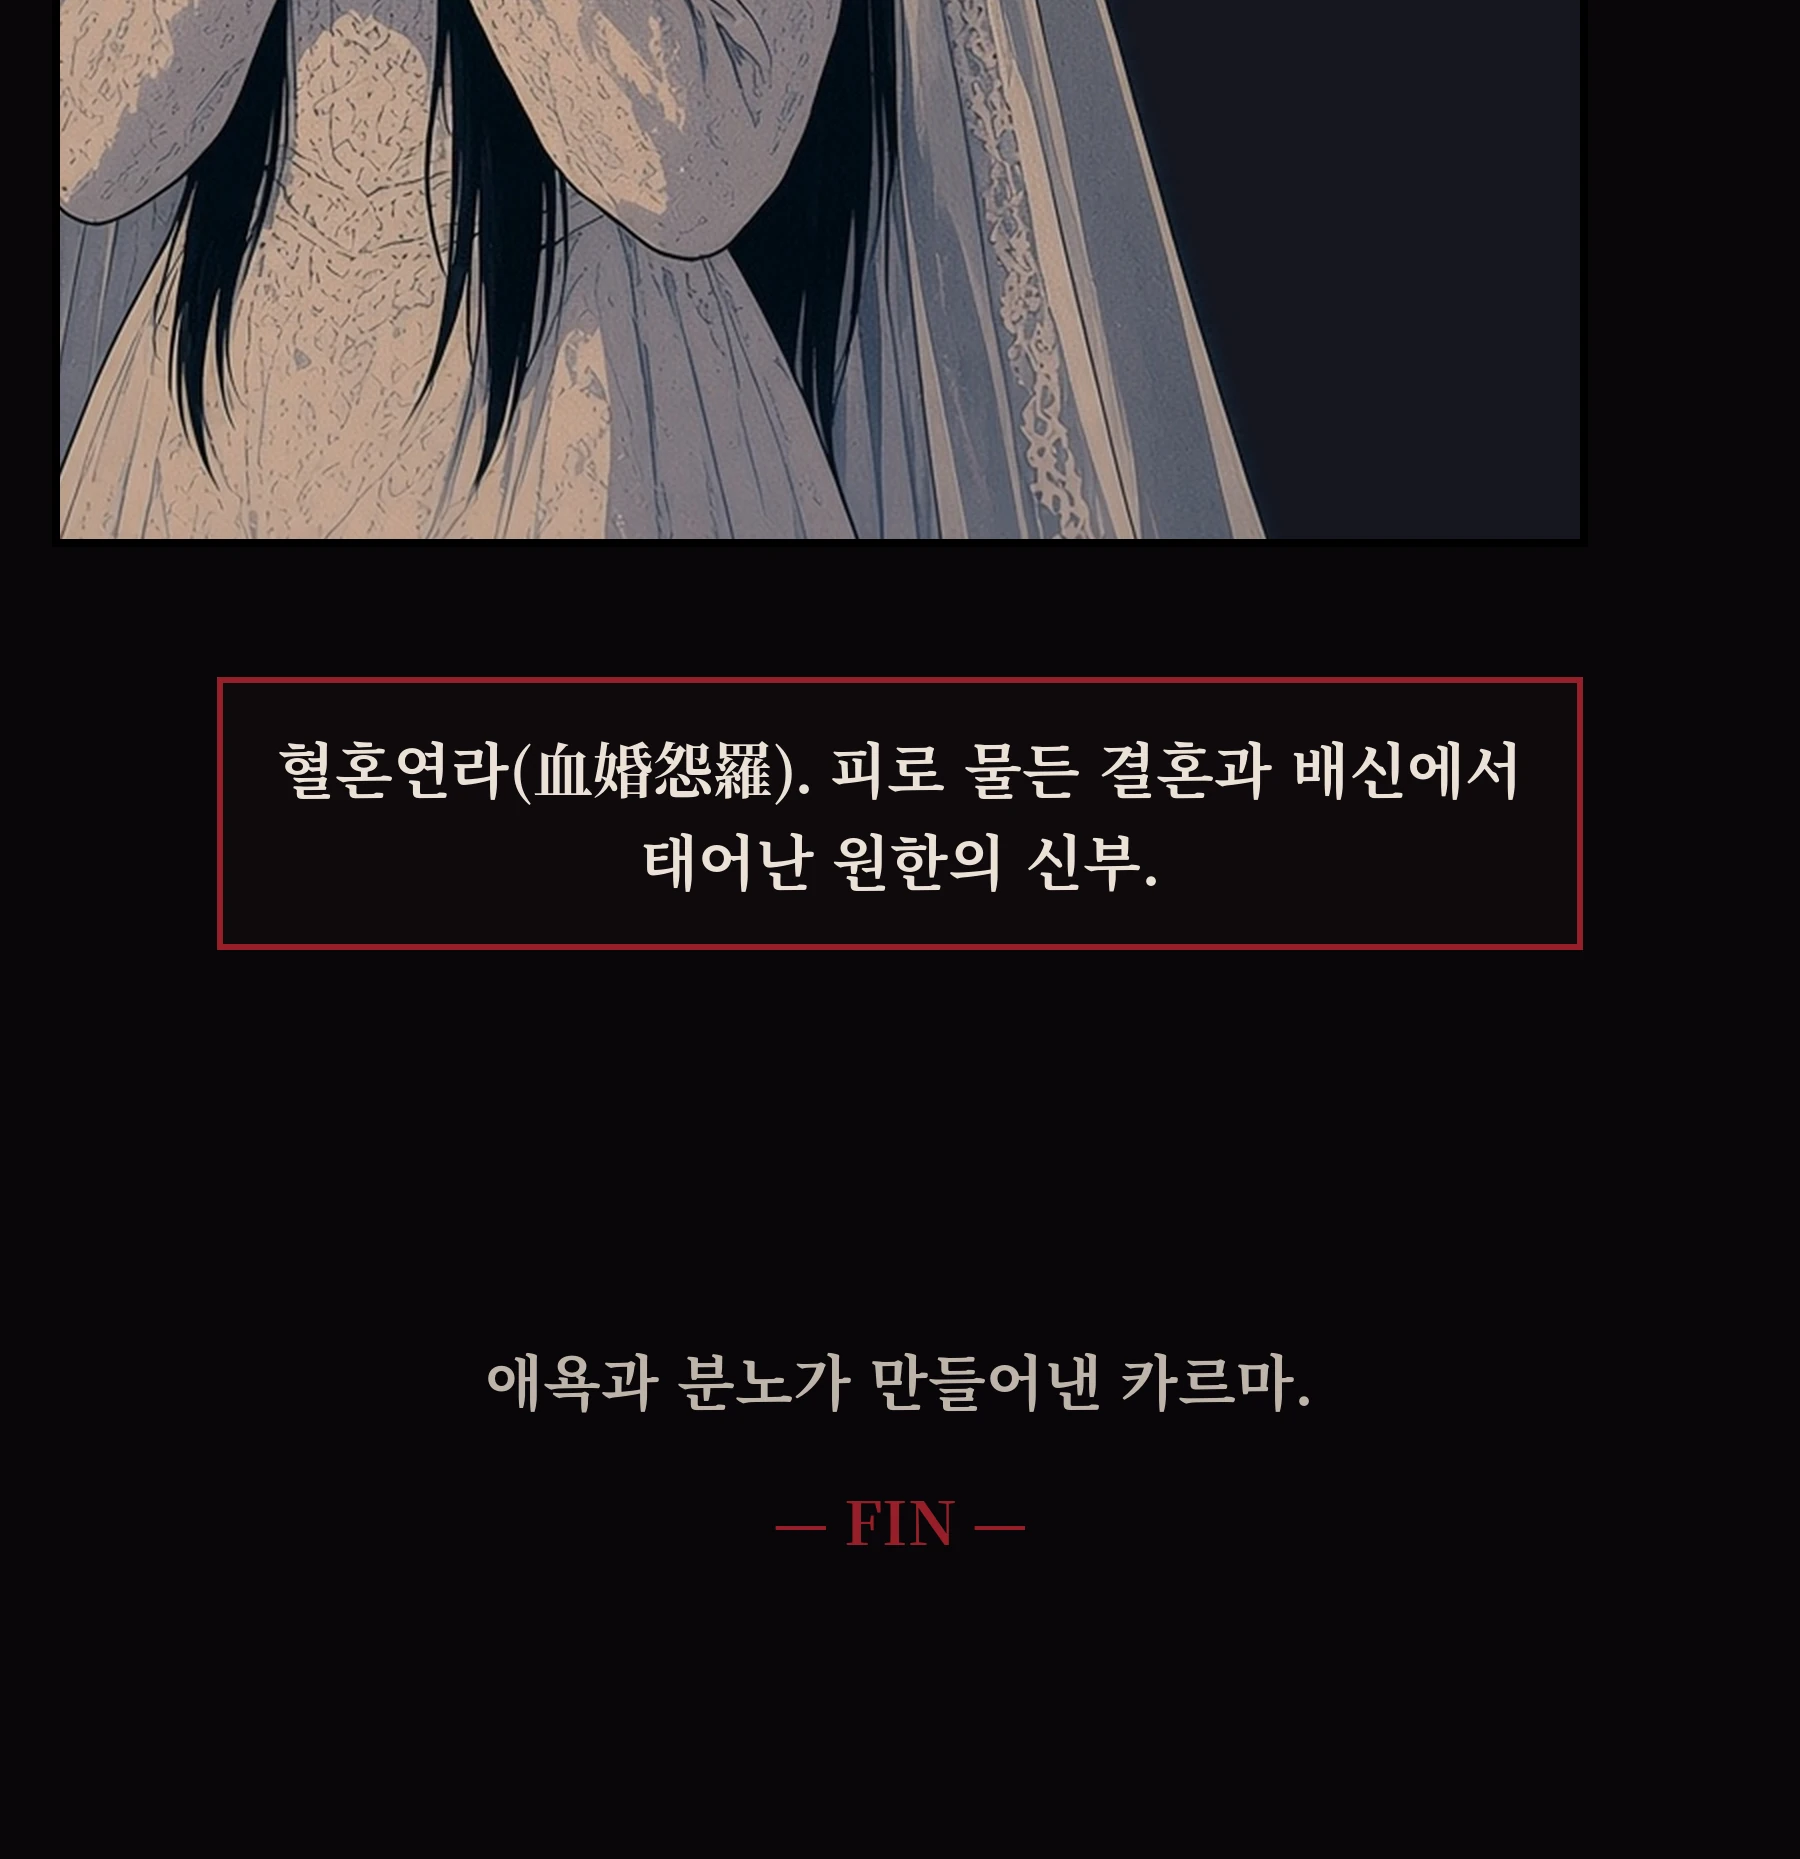 혈혼연라(血婚怨羅). 피로 물든 결혼과 배신에서
태어난 원한의 신부.
애욕과 분노가 만들어낸 카르마.
— FIN —